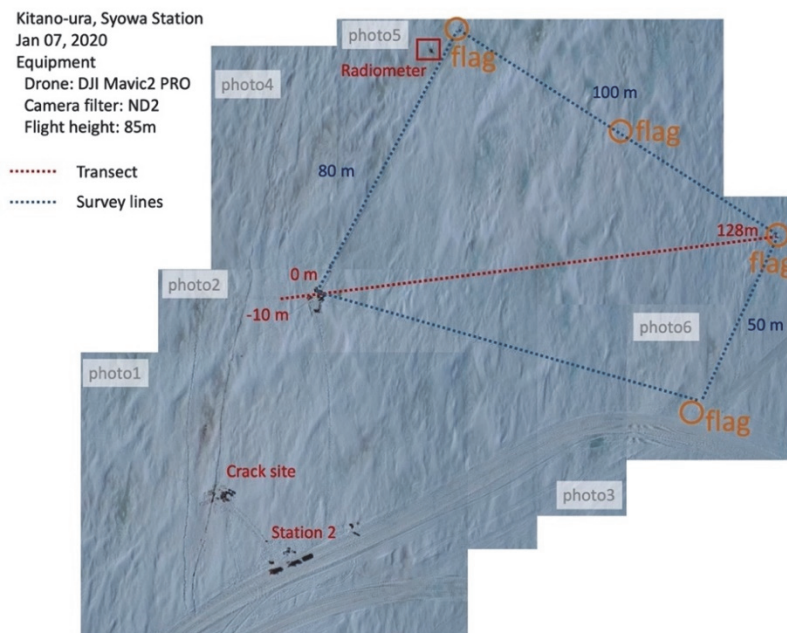 Kitano-ura, Syowa Station
Jan 07, 2020
Equipment
Drone: DJI Mavic2 PRO
Camera filter: ND2
Flight height: 85m
Transect
Survey lines
photo5
flag
Radiometer
photo4
100 m
flag
80 m
128m
flag
0 m
photo2
-10 m
photo6
50 m
photo1
flag
Crack site
photo3
Station 2